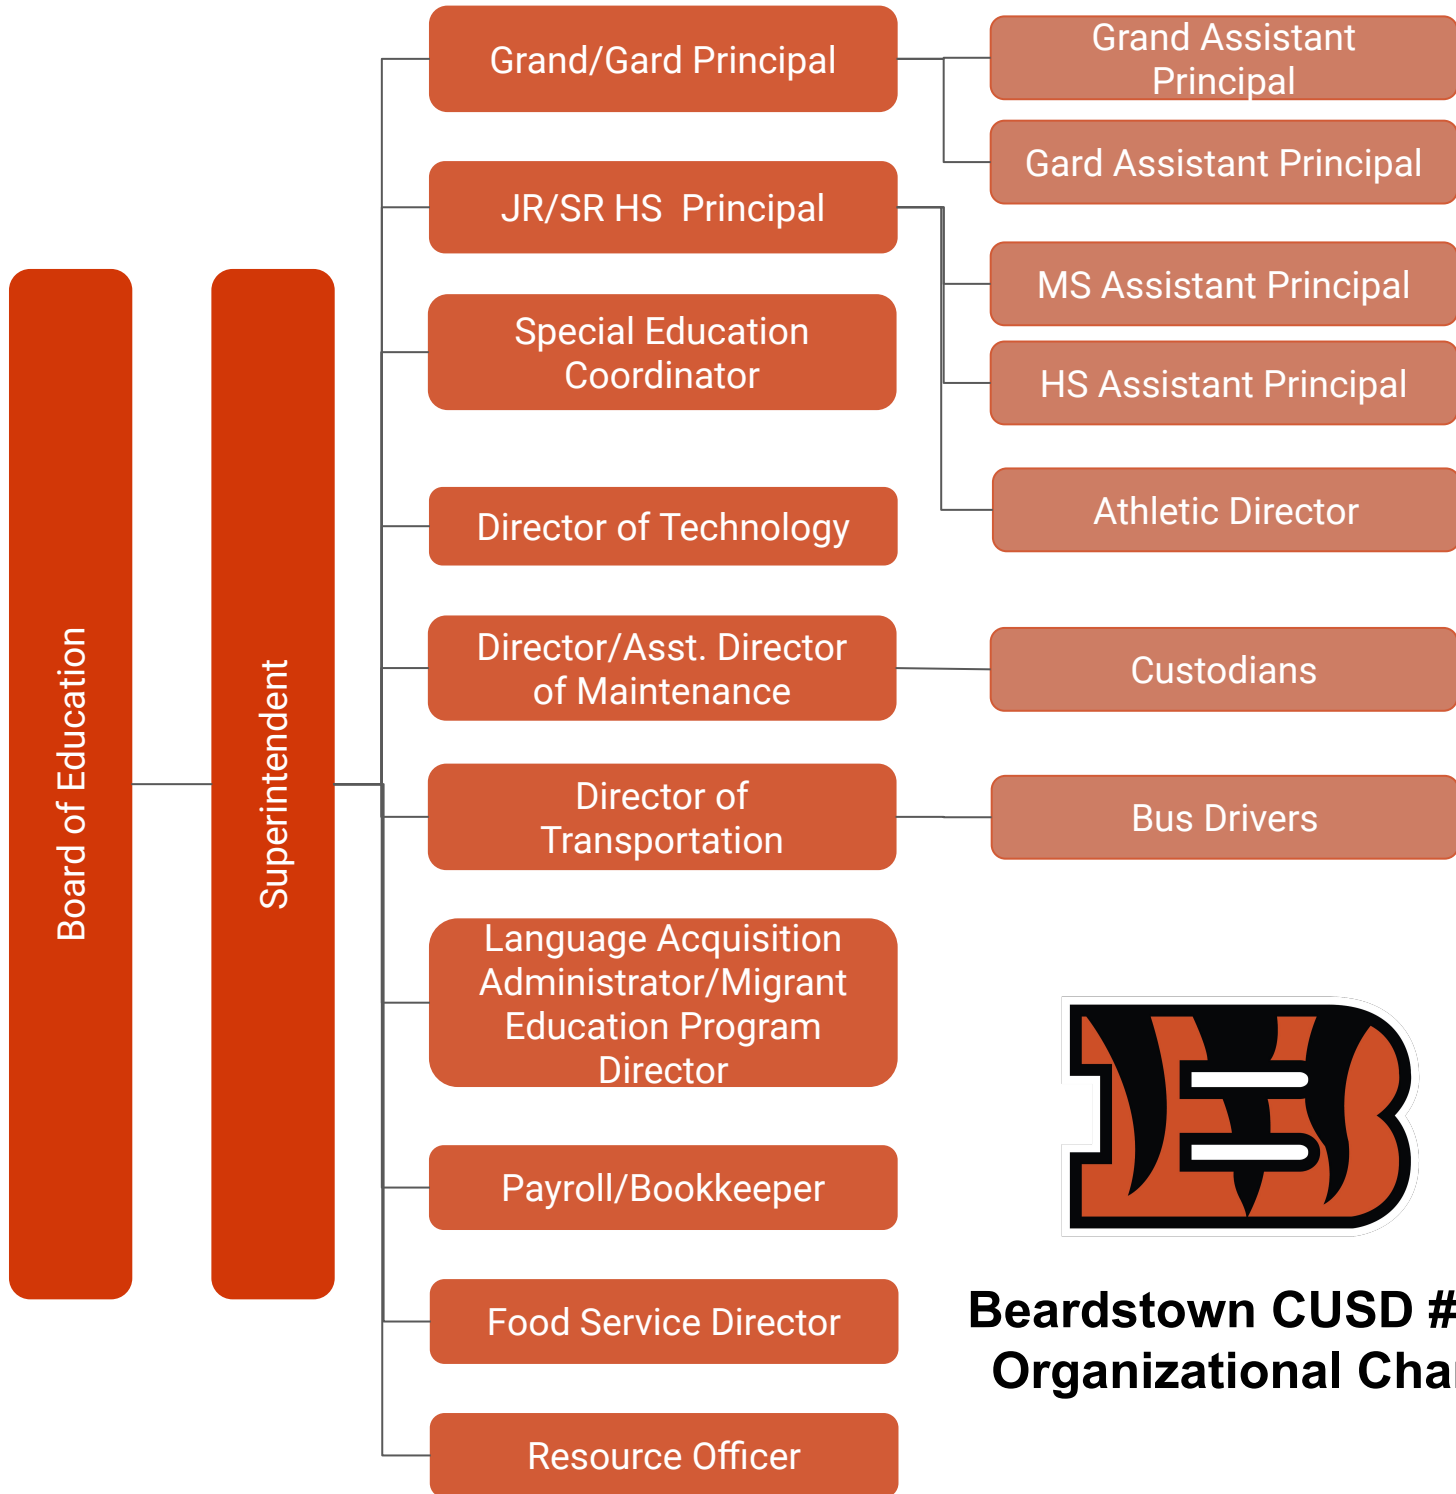 Board of Education
Superintendent
Grand/Gard Principal
JR/SR HS  Principal
Special Education
Coordinator
Director of Technology
Director/Asst. Director
of Maintenance
Director of
Transportation
Language Acquisition
Administrator/Migrant
Education Program
Director
Payroll/Bookkeeper
Food Service Director
Resource Officer
Grand Assistant
Principal
Gard Assistant Principal
MS Assistant Principal
HS Assistant Principal
Athletic Director
Custodians
Bus Drivers
B
Beardstown CUSD #
Organizational